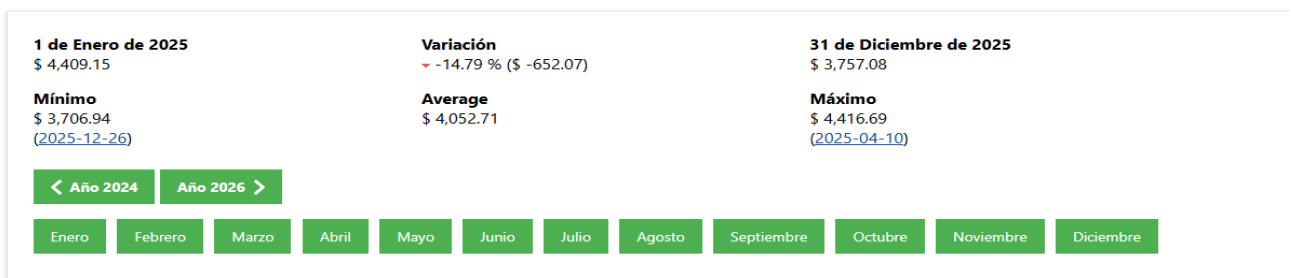 1 de Enero de 2025
$ 4,409.15
Variación
-14.79 % ($ -652.07)
31 de Diciembre de 2025
$ 3,757.08
Mínimo
$ 3,706.94
(2025-12-26)
Average
$ 4,052.71
Máximo
$ 4,416.69
(2025-04-10)
Año 2024
Año 2026
Enero
Febrero
Marzo
Abril
Mayo
Junio
Julio
Agosto
Septiembre
Octubre
Noviembre
Diciembre